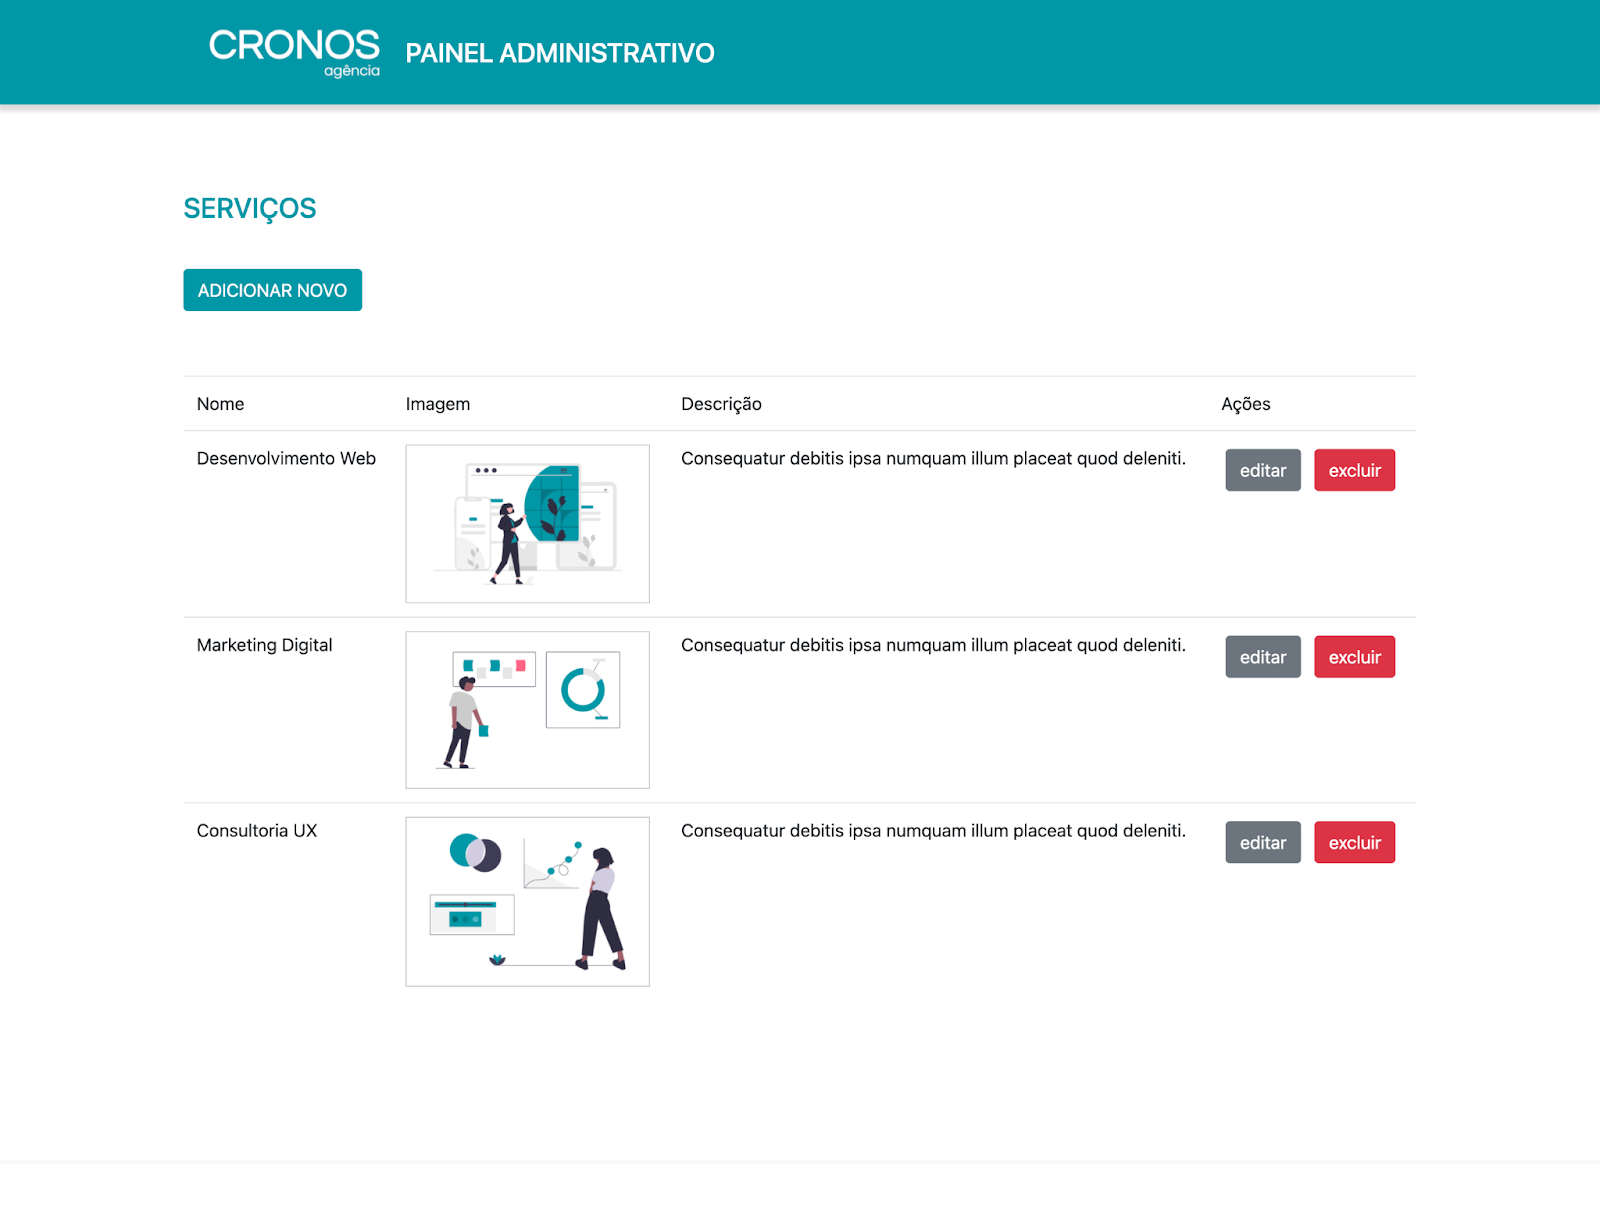 CRONOS
agência
PAINEL ADMINISTRATIVO
SERVIÇOS
ADICIONAR NOVO
Nome Imagem Descrição Ações
Desenvolvimento Web Consequatur debitis ipsa numquam illum placeat quod deleniti. editar excluir
Marketing Digital Consequatur debitis ipsa numquam illum placeat quod deleniti. editar excluir
Consultoria UX Consequatur debitis ipsa numquam illum placeat quod deleniti. editar excluir